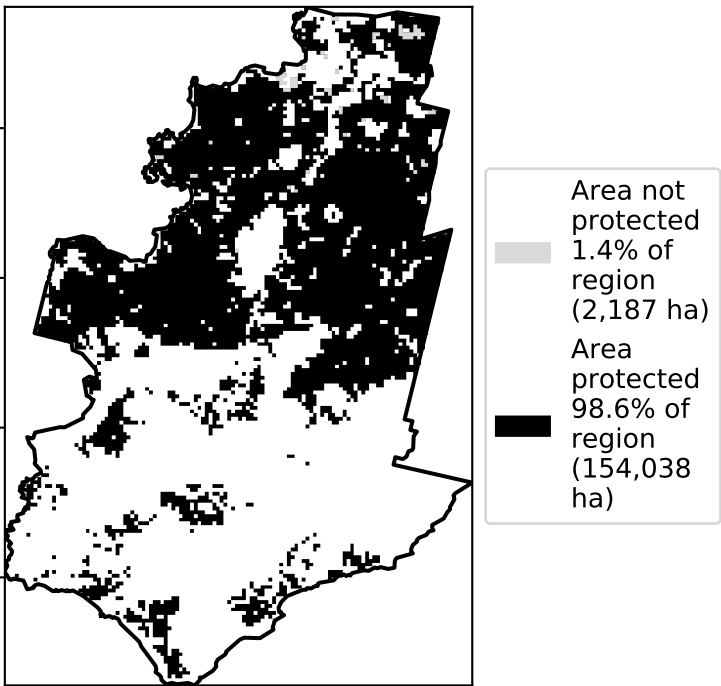 Area not
protected
1.4% of
region
(2,187 ha)
Area
protected
98.6% of
region
(154,038
ha)